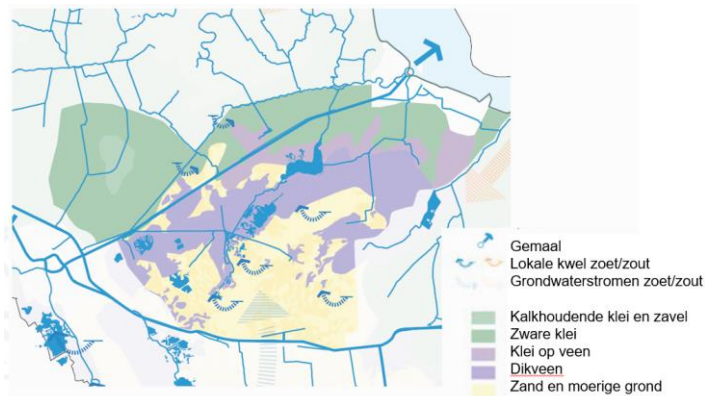 Gemaal
Lokale kwel zoet/zout
Grondwaterstromen zoet/zout
Kalkhoudende klei en zavel
Zware klei
Klei op veen
Dikveen
Zand en moerige grond